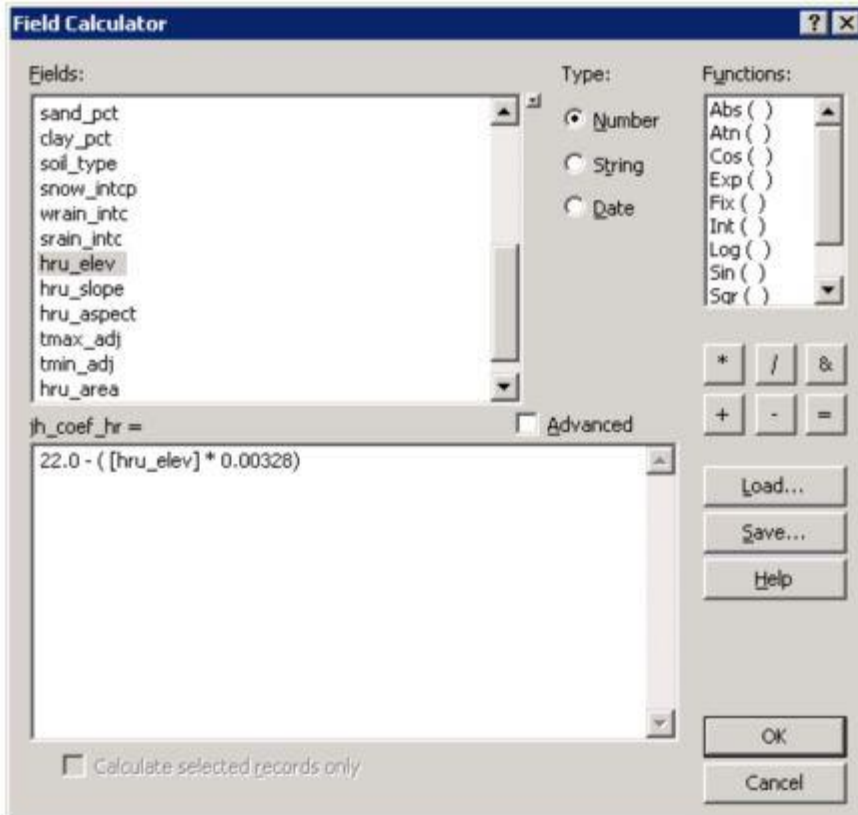 Field Calculator
Fields:
sand_pct
clay_pct
soil_type
snow_intcp
wrain_intc
srain_intc
hru_elev
hru_slope
hru_aspect
tmax_adj
tmin_adj
hru_area
Type:
Number
String
Date
Functions:
Abs ( )
Atn ( )
Cos ( )
Exp ( )
Fix ( )
Int ( )
Log ( )
Sin ( )
Sqr ( )
* / &
+ - =
jh_coef_hr =
Advanced
22.0 - ( [hru_elev] * 0.00328)
Load...
Save...
Help
Calculate selected records only
OK
Cancel